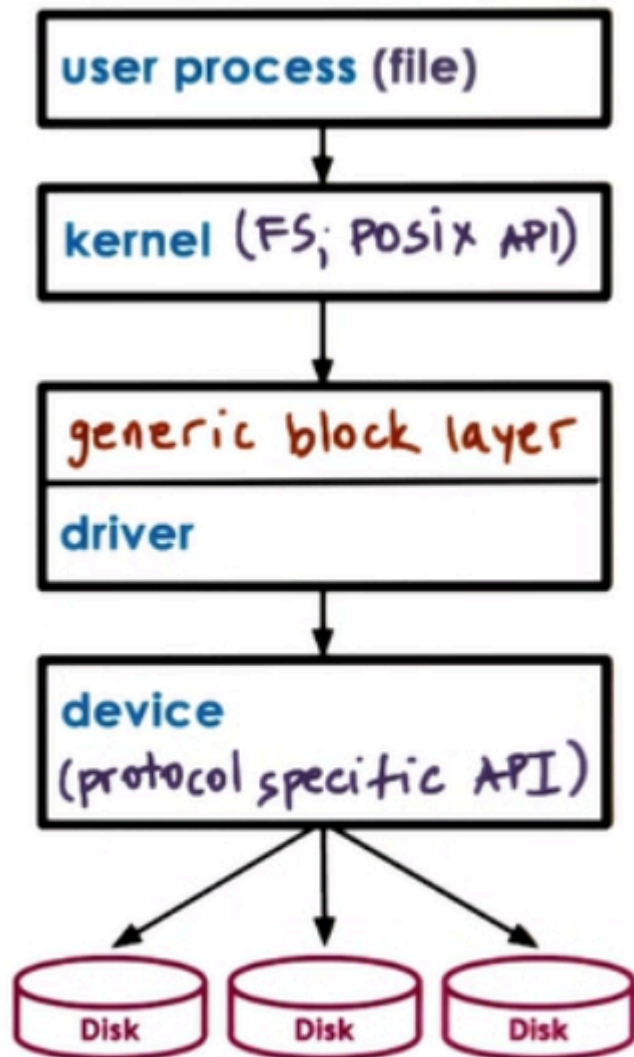 user process (file)
kernel (FS; POSIX API)
generic block layer
driver
device
(protocol specific API)
Disk Disk Disk